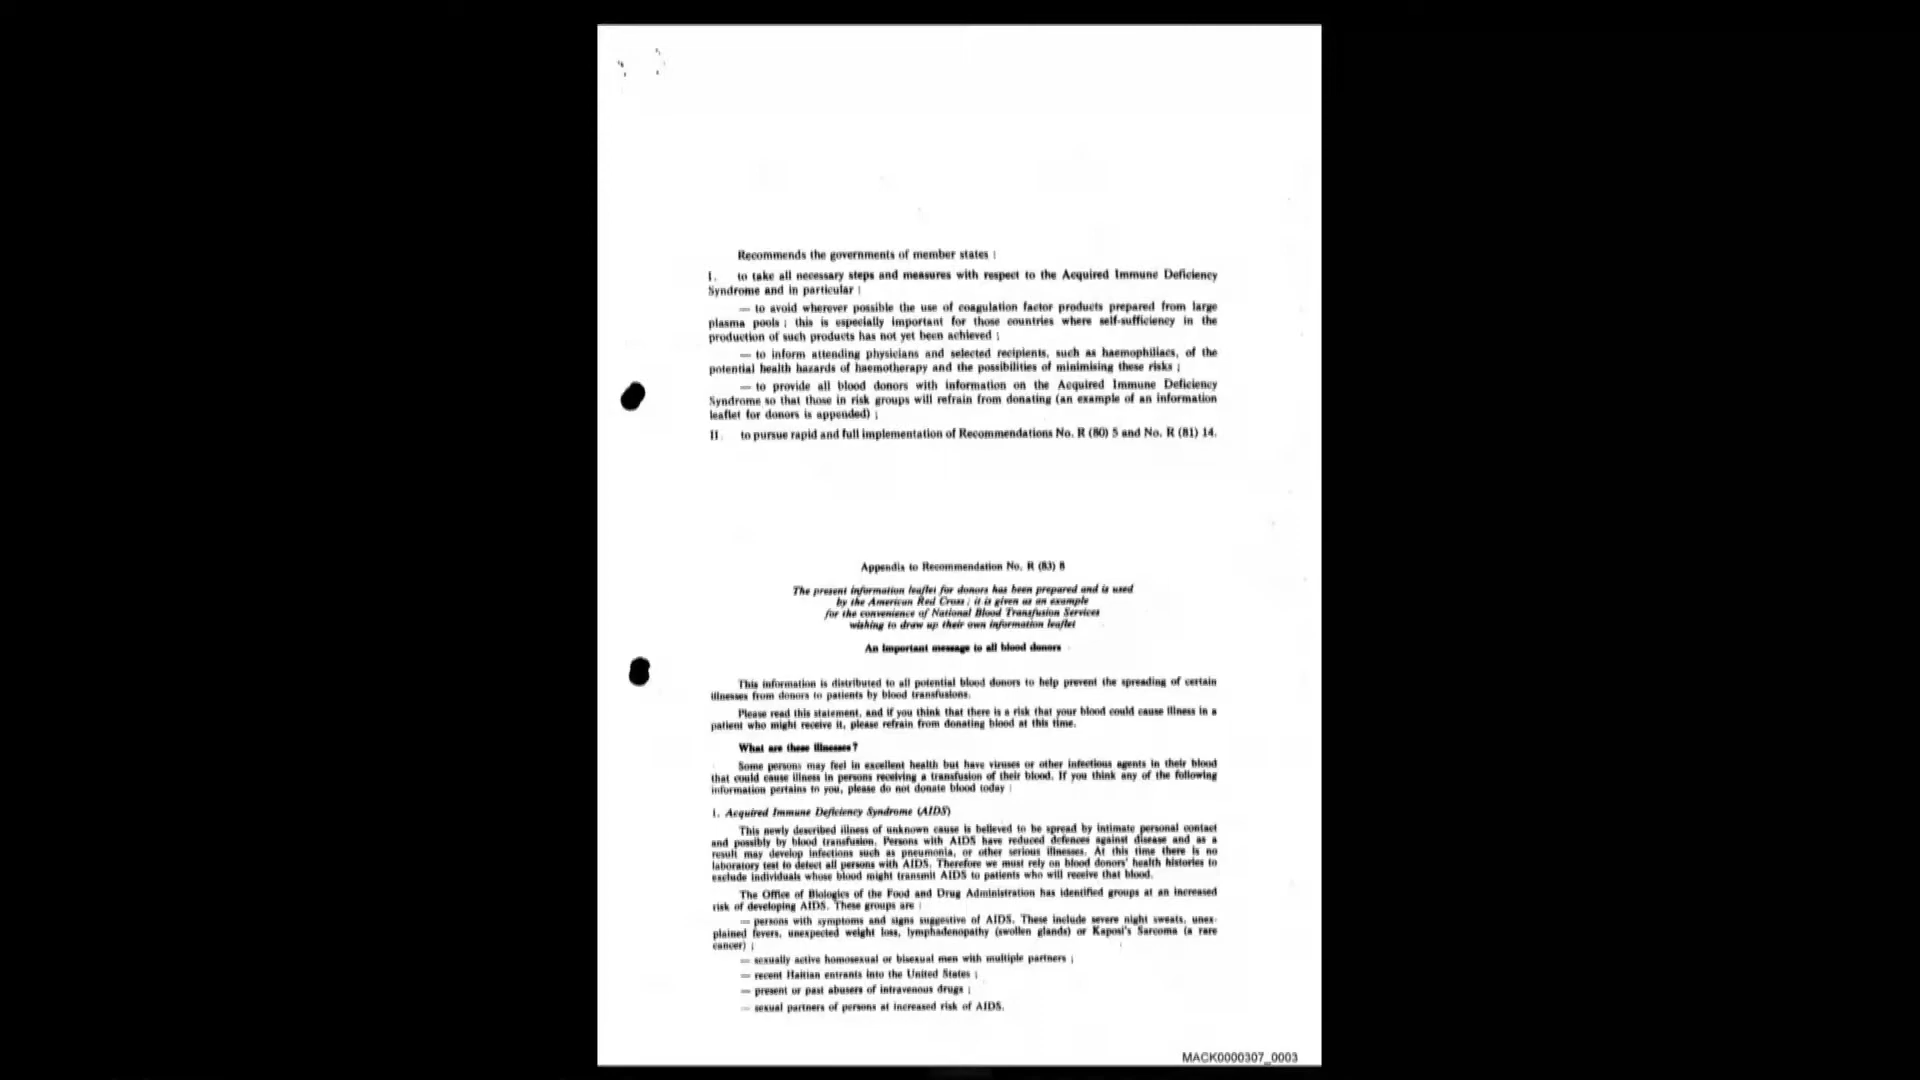 Recommends the governments of member states :
I. to take all necessary steps and measures with respect to the Acquired Immune Deficiency
Syndrome and in particular :
— to avoid wherever possible the use of coagulation factor products prepared from large
plasma pools ; this is especially important for those countries where self-sufficiency in the
production of such products has not yet been achieved ;
— to inform attending physicians and selected recipients, such as haemophiliacs, of the
potential health hazards of haemotherapy and the possibilities of minimising these risks ;
— to provide all blood donors with information on the Acquired Immune Deficiency
Syndrome so that those in risk groups will refrain from donating (an example of an information
leaflet for donors is appended) ;
II. to pursue rapid and full implementation of Recommendations No. R (80) 5 and No. R (81) 14.
Appendix to Recommendation No. R (83) 8
The present information leaflet for donors has been prepared and is used
by the American Red Cross ; it is given as an example
for the convenience of National Blood Transfusion Services
wishing to draw up their own information leaflet
An important message to all blood donors
This information is distributed to all potential blood donors to help prevent the spreading of certain
illnesses from donors to patients by blood transfusions.
Please read this statement, and if you think that there is a risk that your blood could cause illness in a
patient who might receive it, please refrain from donating blood at this time.
What are these illnesses ?
Some persons may feel in excellent health but have viruses or other infectious agents in their blood
that could cause illness in persons receiving a transfusion of their blood. If you think any of the following
information pertains to you, please do not donate blood today :
1. Acquired Immune Deficiency Syndrome (AIDS)
This newly described illness of unknown cause is believed to be spread by intimate personal contact
and possibly by blood transfusion. Persons with AIDS have reduced defences against disease and as a
result may develop infections such as pneumonia, or other serious illnesses. At this time there is no
laboratory test to detect all persons with AIDS. Therefore we must rely on blood donors' health histories to
exclude individuals whose blood might transmit AIDS to patients who will receive that blood.
The Office of Biologics of the Food and Drug Administration has identified groups at an increased
risk of developing AIDS. These groups are :
— persons with symptoms and signs suggestive of AIDS. These include severe night sweats, unex-
plained fevers, unexpected weight loss, lymphadenopathy (swollen glands) or Kaposi's Sarcoma (a rare
cancer) ;
— sexually active homosexual or bisexual men with multiple partners ;
— recent Haitian entrants into the United States ;
— present or past abusers of intravenous drugs ;
— sexual partners of persons at increased risk of AIDS.
MACK0000307_0003